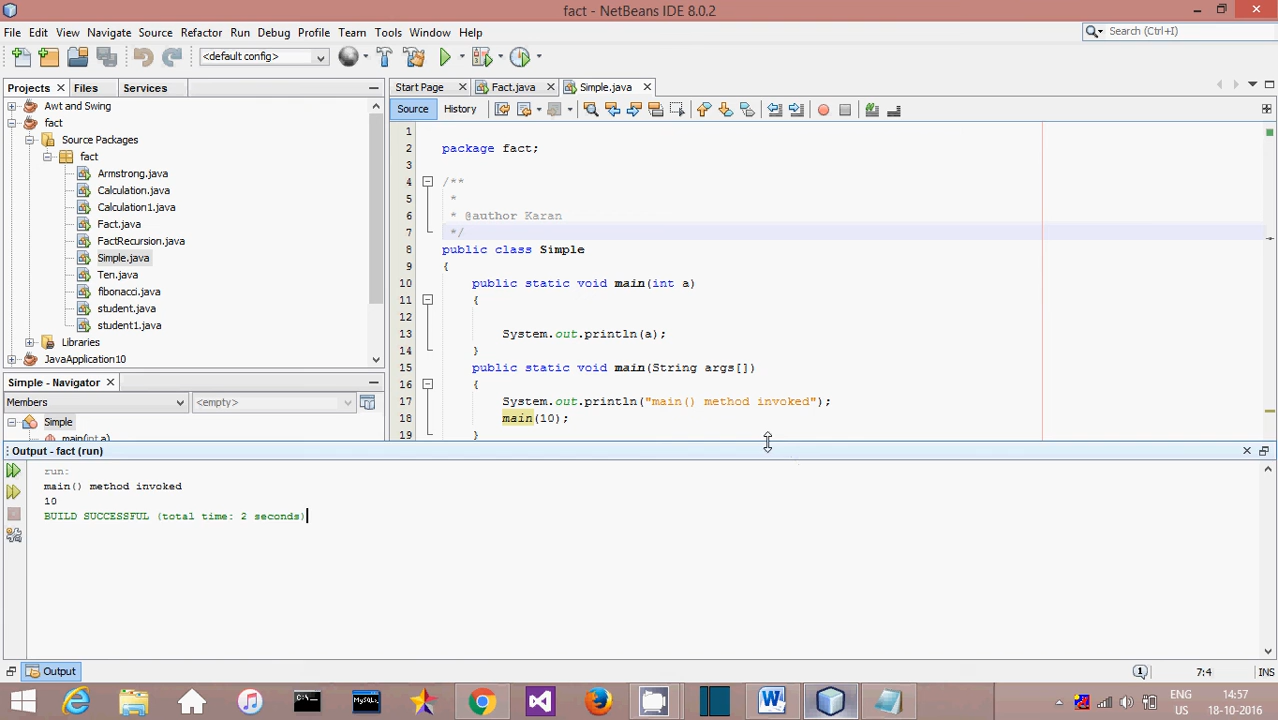 fact - NetBeans IDE 8.0.2
File Edit View Navigate Source Refactor Run Debug Profile Team Tools Window Help
Search (Ctrl+I)
<default config>
Projects Files Services
Start Page Fact.java Simple.java
Source History
Awt and Swing
fact
Source Packages
fact
Armstrong.java
Calculation.java
Calculation1.java
Fact.java
FactRecursion.java
Simple.java
Ten.java
fibonacci.java
student.java
student1.java
Libraries
JavaApplication10
Simple - Navigator
Members <empty>
Simple
main(int a)
1
2 package fact;
3
4 /**
5 *
6 * @author Karan
7 */
8 public class Simple
9 {
10 public static void main(int a)
11 {
12
13 System.out.println(a);
14 }
15 public static void main(String args[])
16 {
17 System.out.println("main() method invoked");
18 main(10);
19 }
Output - fact (run)
run:
main() method invoked
10
BUILD SUCCESSFUL (total time: 2 seconds)
Output
1 7:4 INS
MySQL
ENG
US
14:57
18-10-2016